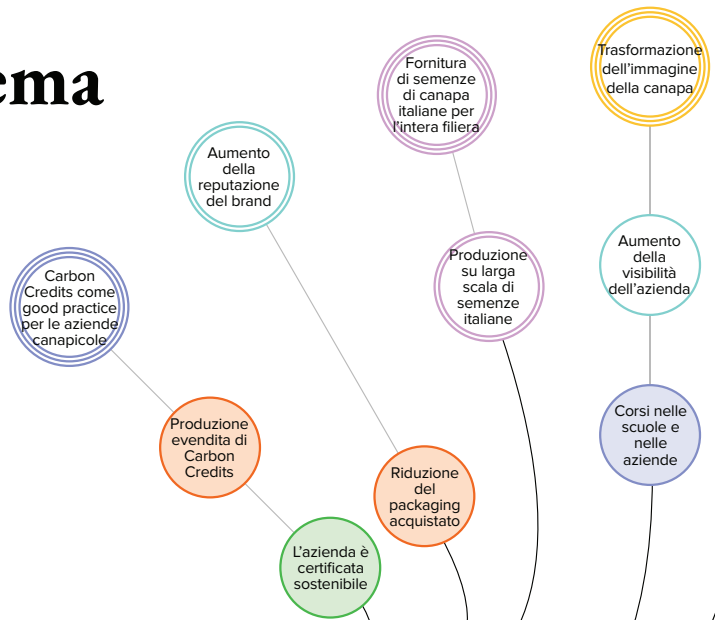 ema
Fornitura
di semenze
di canapa
italiane per
l'intera filiera
Trasformazione
dell'immagine
della canapa
Aumento
della
reputazione
del brand
Carbon
Credits come
good practice
per le aziende
canapicole
Produzione
su larga
scala di
semenze
italiane
Aumento
della
visibilità
dell'azienda
Produzione
evendita di
Carbon
Credits
Riduzione
del
packaging
acquistato
Corsi nelle
scuole e
nelle
aziende
L'azienda è
certificata
sostenibile